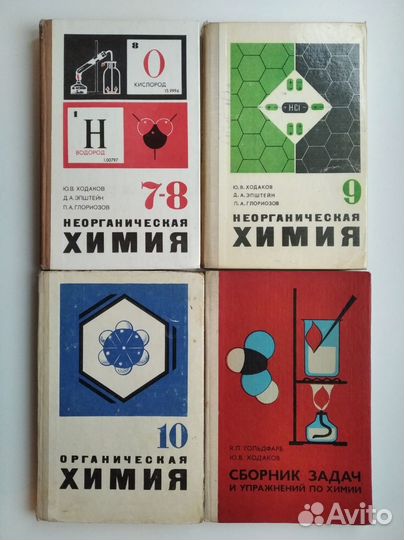 8
О
КИСЛОРОД
15.9994
1
Н
ВОДОРОД
1.00797
7-8
Ю.В. ХОДАКОВ
Д.А. ЭПШТЕЙН
П.А. ГЛОРИОЗОВ
НЕОРГАНИЧЕСКАЯ
ХИМИЯ
HCl
9
Ю.В. ХОДАКОВ
Д.А. ЭПШТЕЙН
П.А. ГЛОРИОЗОВ
НЕОРГАНИЧЕСКАЯ
ХИМИЯ
10
ОРГАНИЧЕСКАЯ
ХИМИЯ
Я.Л. ГОЛЬДФАРБ
Ю.В. ХОДАКОВ
СБОРНИК ЗАДАЧ
И УПРАЖНЕНИЙ ПО ХИМИИ
Avito